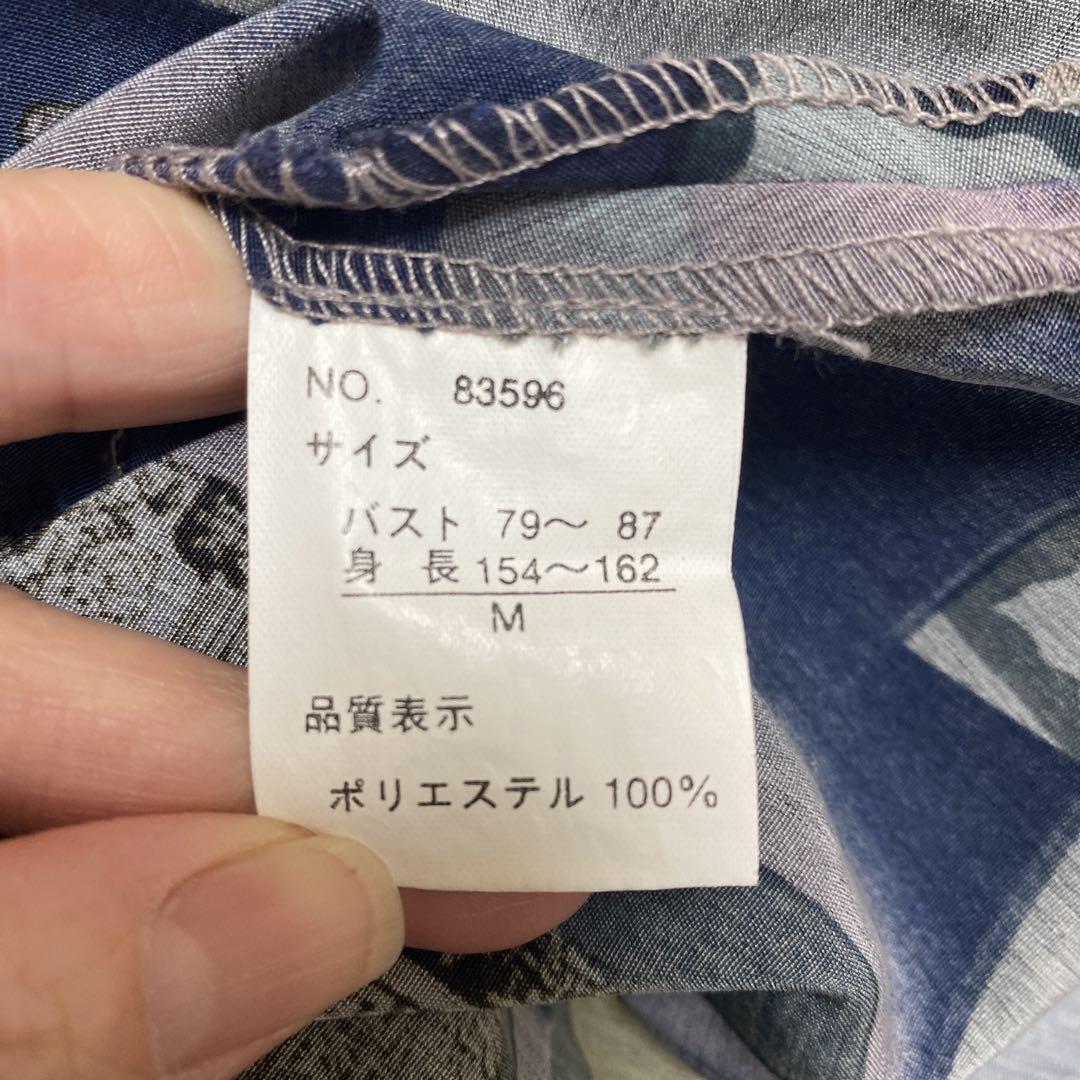 NO. 83596
サイズ
バスト 79〜 87
身 長 154〜162
M
品質表示
ポリエステル 100%